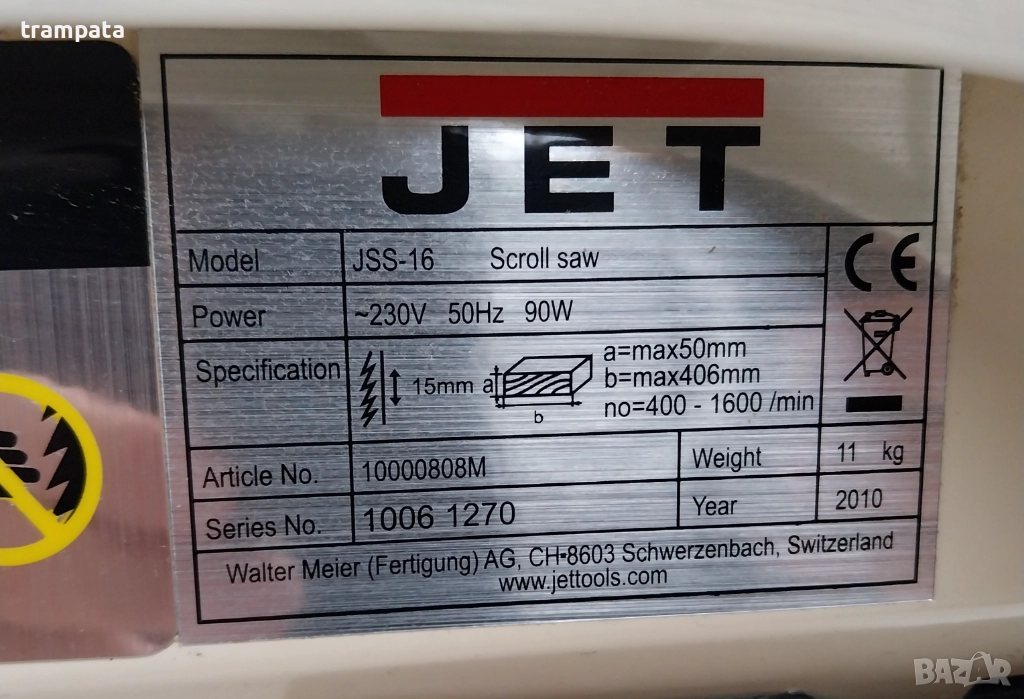 trampata
JET
Model JSS-16 Scroll saw
CE
Power ~230V 50Hz 90W
Specification 15mm a b a=max50mm
b=max406mm
no=400 - 1600 /min
Article No. 10000808M Weight 11 kg
Series No. 1006 1270 Year 2010
Walter Meier (Fertigung) AG, CH-8603 Schwerzenbach, Switzerland
www.jettools.com
BAZAR